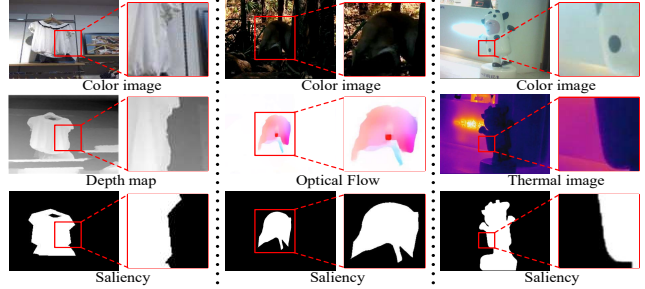 Color image
Color image
Color image
Depth map
Optical Flow
Thermal image
Saliency
Saliency
Saliency